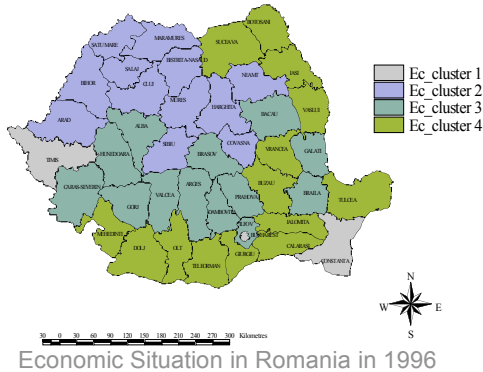 BOTOSANI
SUCEAVA
MARAMURES
SATU MARE
BISTRITA-NASAUD
IASI
NEAMT
SALAJ
CLUJ
BIHOR
MURES
HARGHITA
VASLUI
BACAU
ARAD
ALBA
COVASNA
SIBIU
BRASOV
VRANCEA
GALATI
TIMIS
HUNEDOARA
BUZAU
CARAS-SEVERIN
VALCEA
ARGES
PRAHOVA
BRAILA
TULCEA
GORJ
DAMBOVITA
ILFOV
IALOMITA
MEHEDINTI
BUCHAREST
CALARASI
DOLJ
OLT
GIURGIU
CONSTANTA
TELEORMAN
Ec_cluster 1
Ec_cluster 2
Ec_cluster 3
Ec_cluster 4
N
W E
S
30 0 30 60 90 120 150 180 210 240 270 300 Kilometres
Economic Situation in Romania in 1996